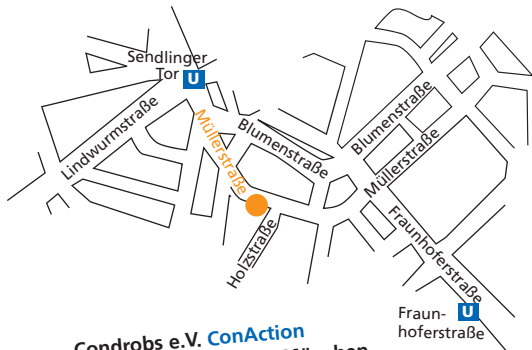 Sendlinger
Tor U
Lindwurmstraße
Müllerstraße
Blumenstraße
Blumenstraße
Müllerstraße
Holzstraße
Fraunhoferstraße
U
Fraun-
hoferstraße
Condrobs e.V. ConAction